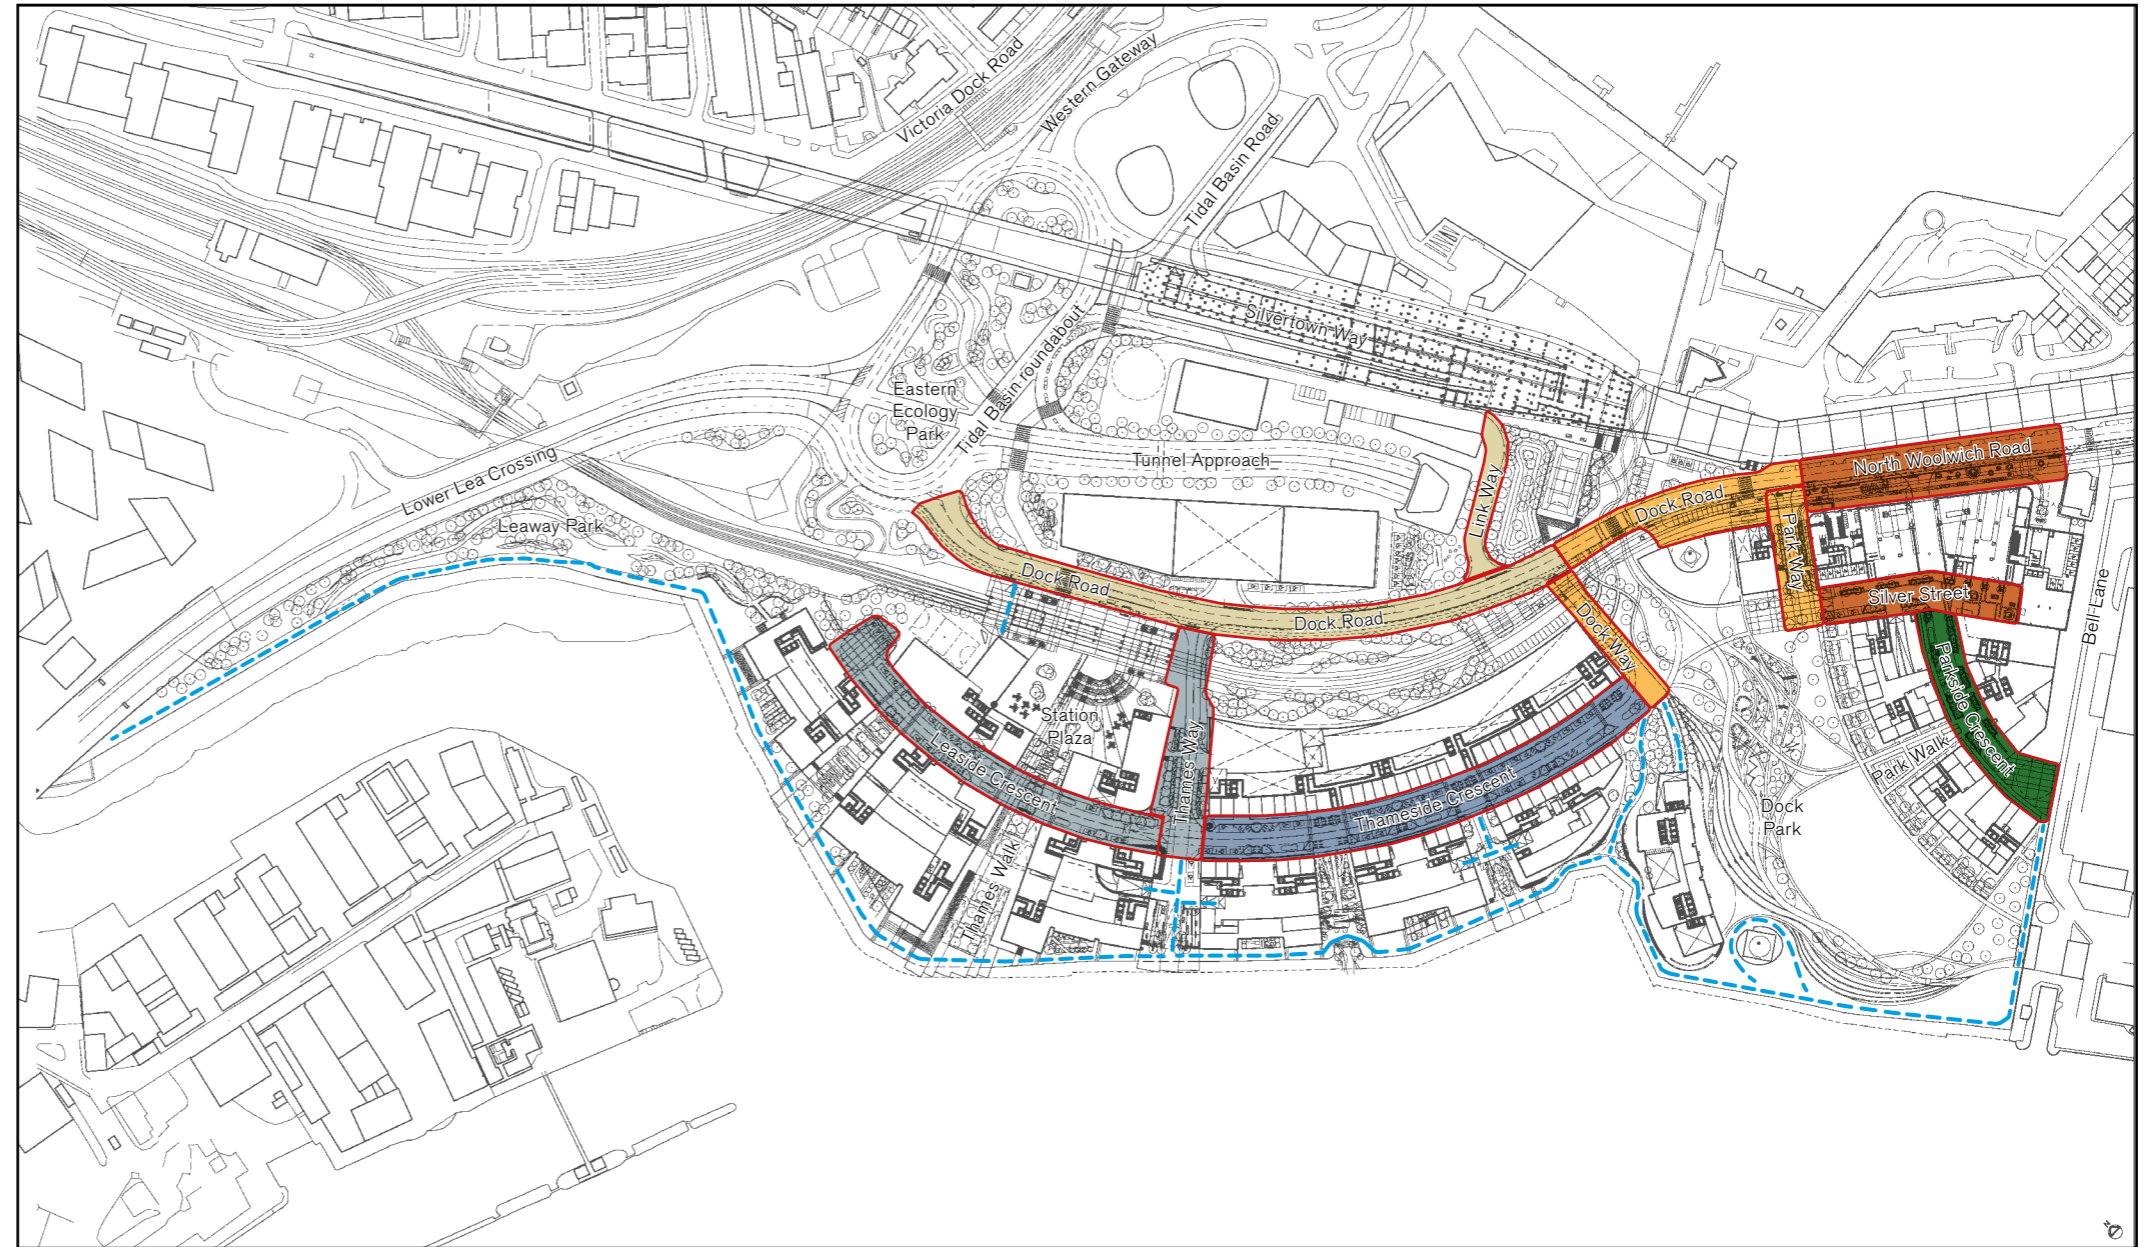 Victoria Dock Road
Western Gateway
Tidal Basin Road
Silvertown Way
Eastern
Ecology
Park
Tidal Basin roundabout
Lower Lea Crossing
Leaway Park
Tunnel Approach
Link Way
Dock Road
North Woolwich Road
Park Way
Silver Street
Bell Lane
Dock Road
Dock Road
Dock Way
Parkside Crescent
Park Walk
Station
Plaza
Leaside Crescent
Thames Way
Thameside Crescent
Dock
Park
Thames Walk
N